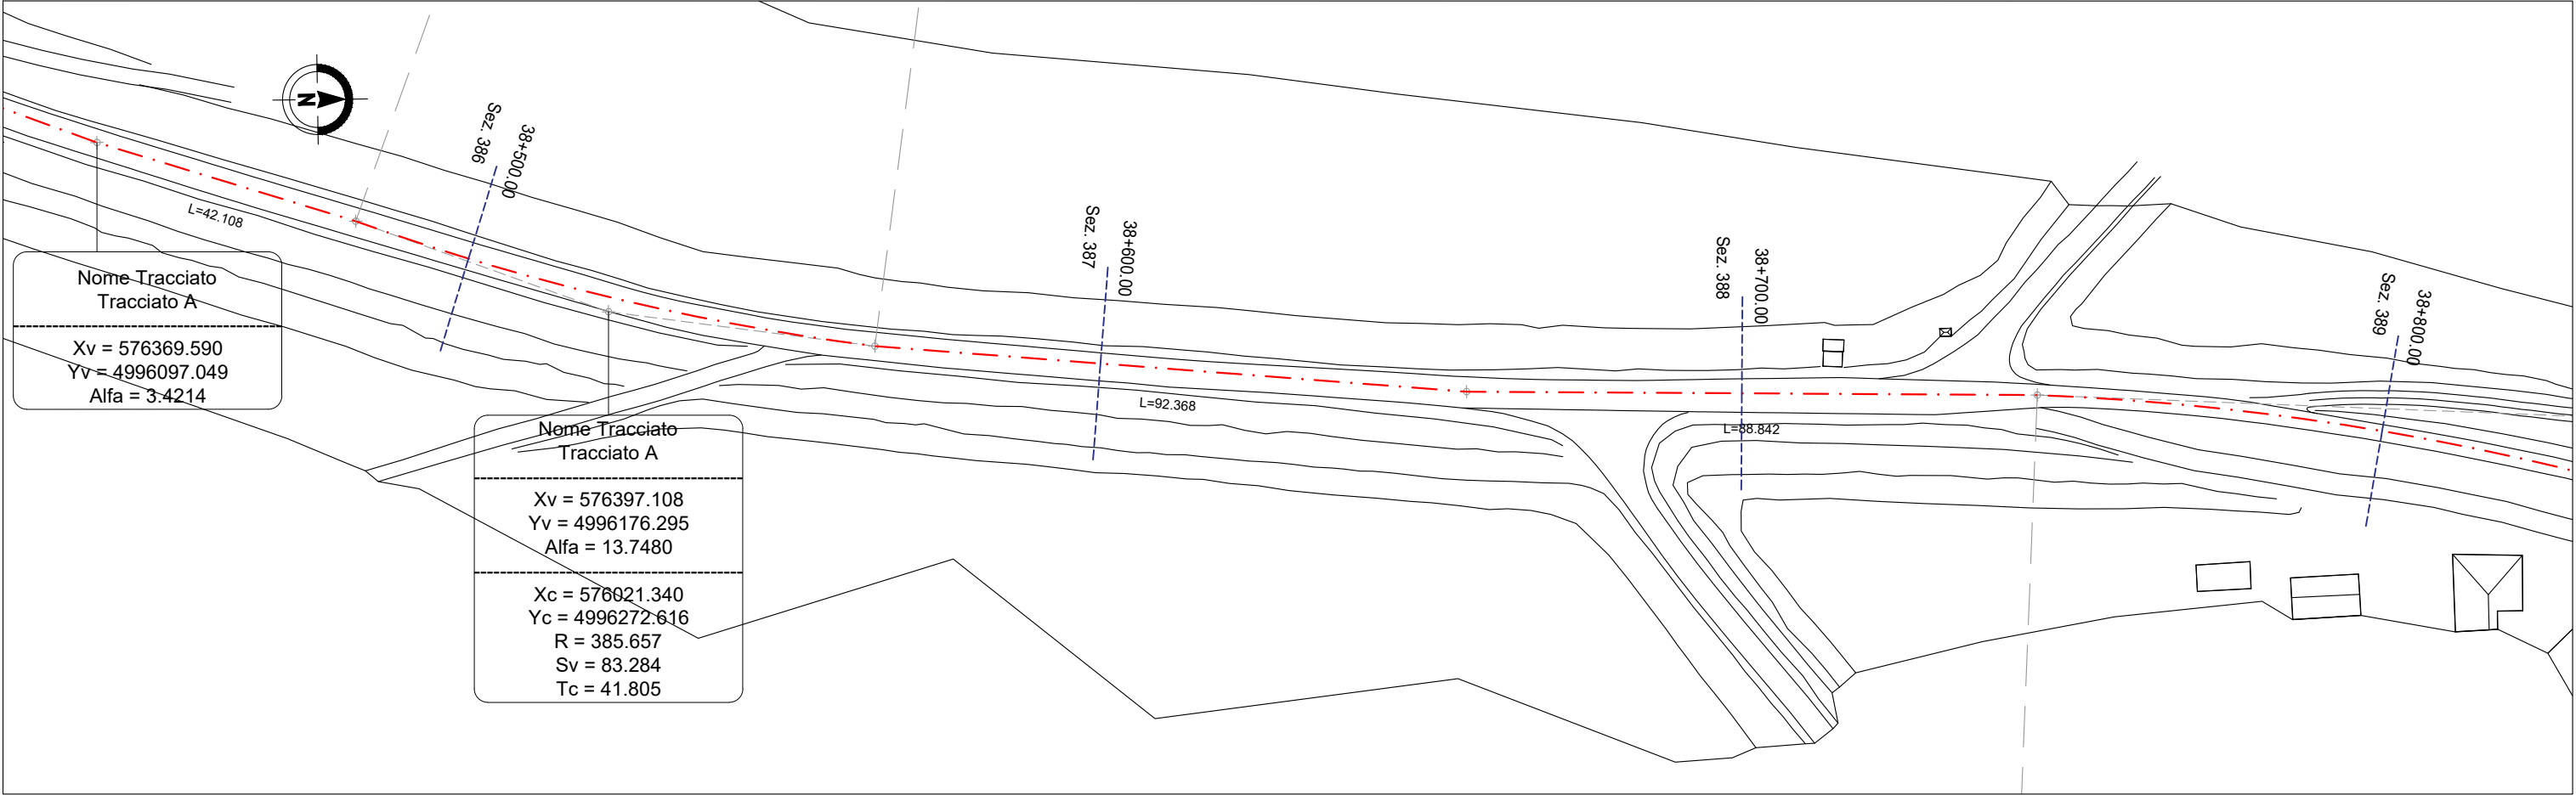 N
Sez. 386
38+500.00
L=42.108
Nome Tracciato
Tracciato A
Xv = 576369.590
Yv = 4996097.049
Alfa = 3.4214
Nome Tracciato
Tracciato A
Xv = 576397.108
Yv = 4996176.295
Alfa = 13.7480
Xc = 576021.340
Yc = 4996272.616
R = 385.657
Sv = 83.284
Tc = 41.805
Sez. 387
38+600.00
L=92.368
Sez. 388
38+700.00
L=88.842
Sez. 389
38+800.00